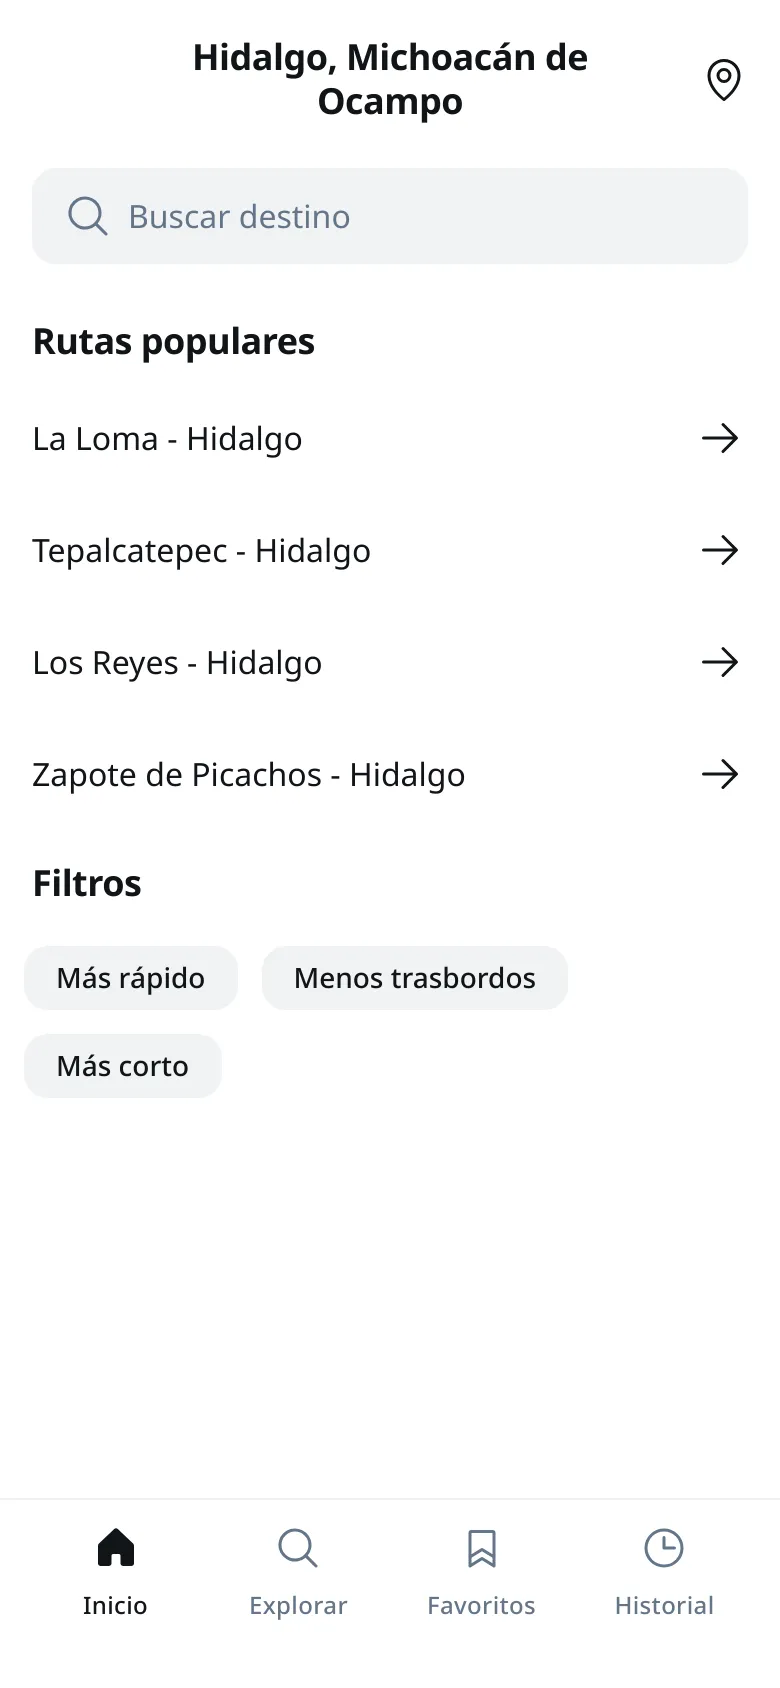 Hidalgo, Michoacán de
Ocampo
Buscar destino
Rutas populares
La Loma - Hidalgo
Tepalcatepec - Hidalgo
Los Reyes - Hidalgo
Zapote de Picachos - Hidalgo
Filtros
Más rápido
Menos trasbordos
Más corto
Inicio
Explorar
Favoritos
Historial